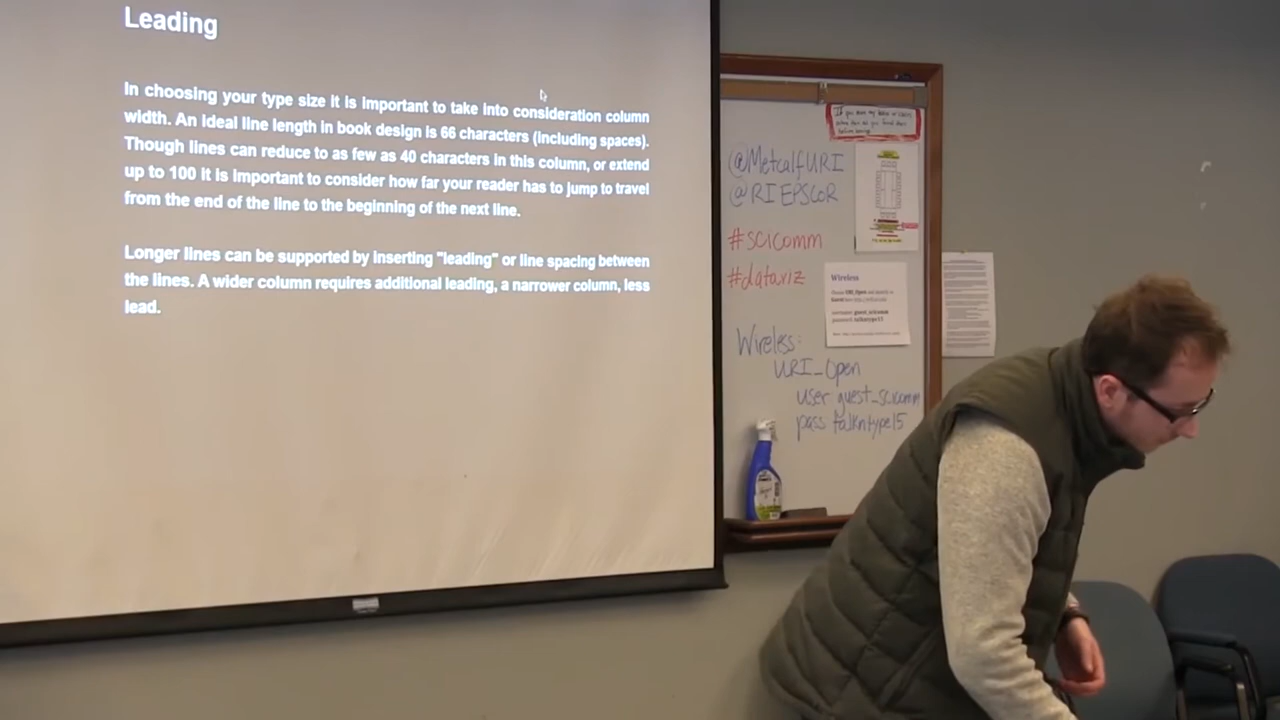 Leading
In choosing your type size it is important to take into consideration column
width. An ideal line length in book design is 66 characters (including spaces).
Though lines can reduce to as few as 40 characters in this column, or extend
up to 100 it is important to consider how far your reader has to jump to travel
from the end of the line to the beginning of the next line.
Longer lines can be supported by inserting "leading" or line spacing between
the lines. A wider column requires additional leading, a narrower column, less
lead.
@MetcalfURI
@RIEPSCoR
#scicomm
#dataviz
Wireless
Wireless:
URI_Open
user guest_scicomm
pass talkntype15